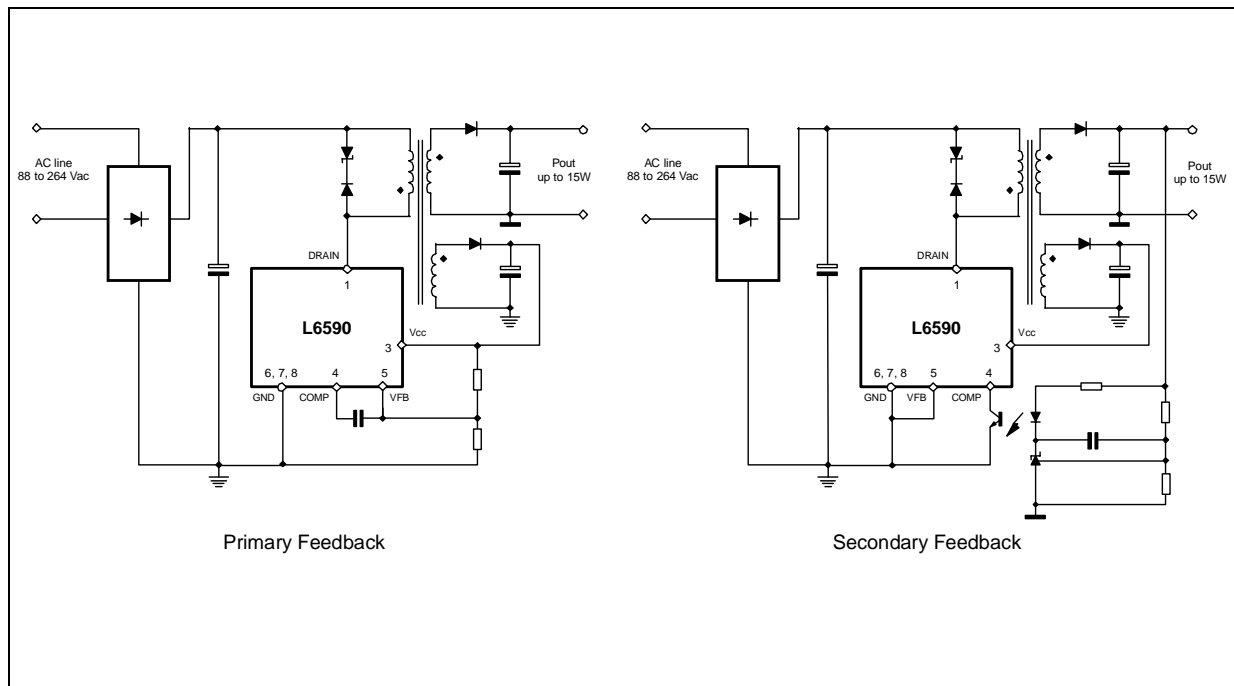 AC line
88 to 264 Vac
Pout
up to 15W
DRAIN
1
L6590
Vcc
3
6, 7, 8
4
5
GND
COMP
VFB
Primary Feedback
AC line
88 to 264 Vac
Pout
up to 15W
DRAIN
1
L6590
Vcc
3
6, 7, 8
5
4
GND
VFB
COMP
Secondary Feedback